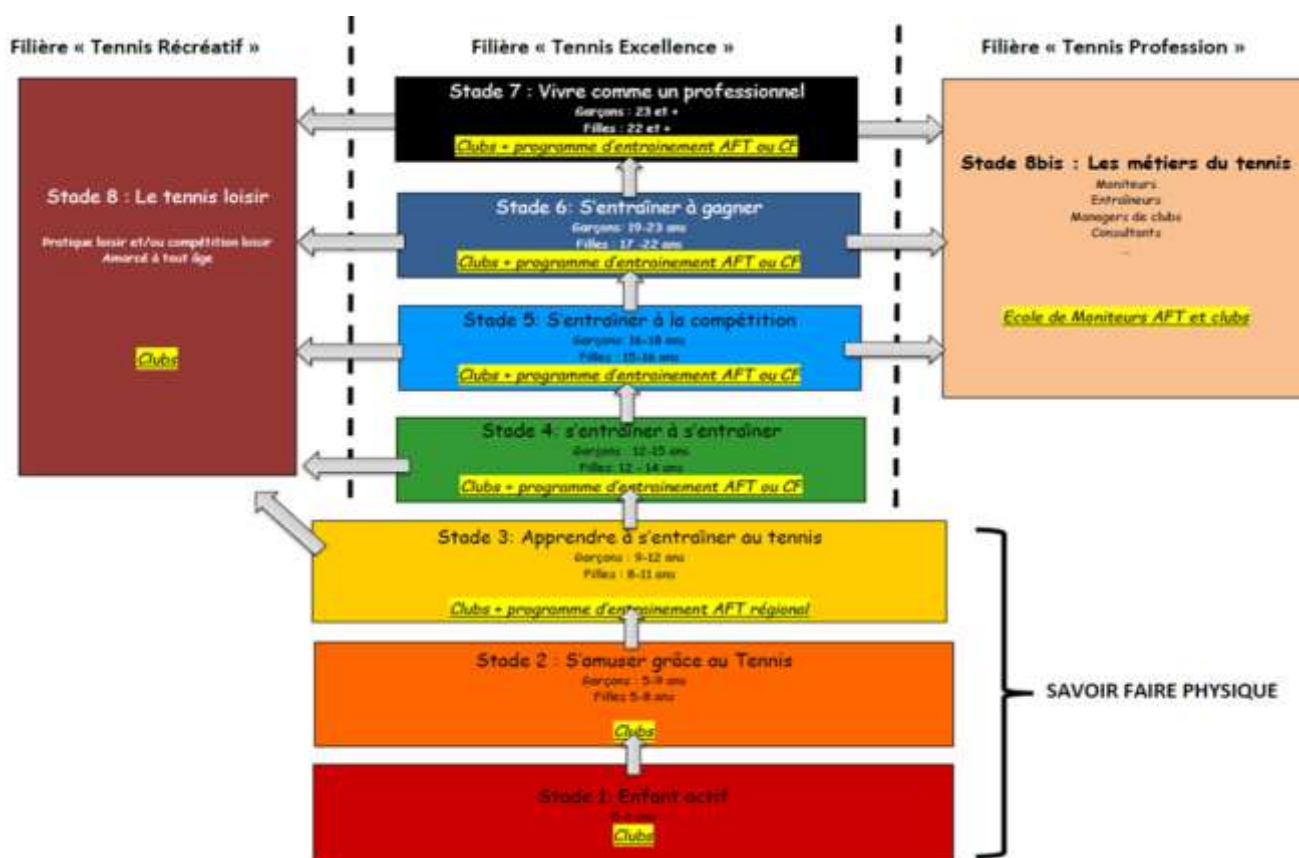 Filière « Tennis Récréatif »
Filière « Tennis Excellence »
Filière « Tennis Profession »
Stade 7 : Vivre comme un professionnel
Garçons : 23 et +
Filles : 22 et +
Clubs + programme d'entrainement AFT ou CF
Stade 8 : Le tennis loisir
Pratique loisir et/ou compétition loisir
Amorcé à tout âge
Clubs
Stade 8bis : Les métiers du tennis
Moniteurs
Entraîneurs
Managers de clubs
Consultants
...
Ecole de Moniteurs AFT et clubs
Stade 6: S'entraîner à gagner
Garçons: 19-23 ans
Filles : 17 -22 ans
Clubs + programme d'entrainement AFT ou CF
Stade 5: S'entraîner à la compétition
Garçons: 16-18 ans
Filles : 15-16 ans
Clubs + programme d'entrainement AFT ou CF
Stade 4: s'entraîner à s'entraîner
Garçons : 12-15 ans
Filles: 12 - 14 ans
Clubs + programme d'entrainement AFT ou CF
Stade 3: Apprendre à s'entraîner au tennis
Garçons : 9-12 ans
Filles : 8-11 ans
Clubs + programme d'entrainement AFT régional
Stade 2 : S'amuser grâce au Tennis
Garçons : 5-9 ans
Filles 5-8 ans
Clubs
SAVOIR FAIRE PHYSIQUE
Stade 1: Enfant actif
ans
Clubs